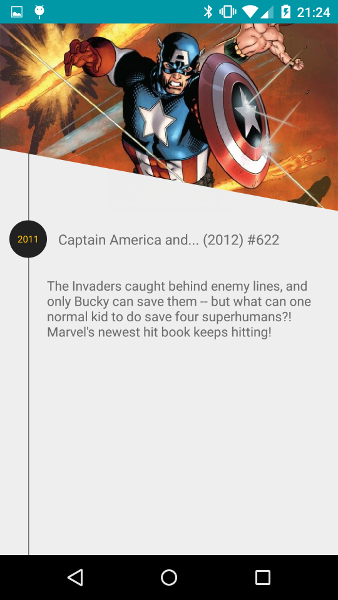 21:24
2011
Captain America and... (2012) #622
The Invaders caught behind enemy lines, and
only Bucky can save them -- but what can one
normal kid to do save four superhumans?!
Marvel's newest hit book keeps hitting!